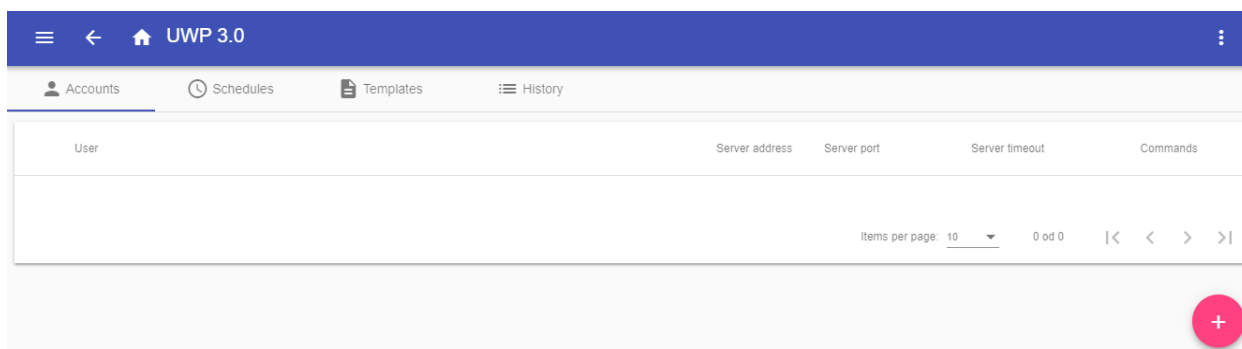 UWP 3.0
Accounts Schedules Templates History
User Server address Server port Server timeout Commands
Items per page: 10 0 od 0